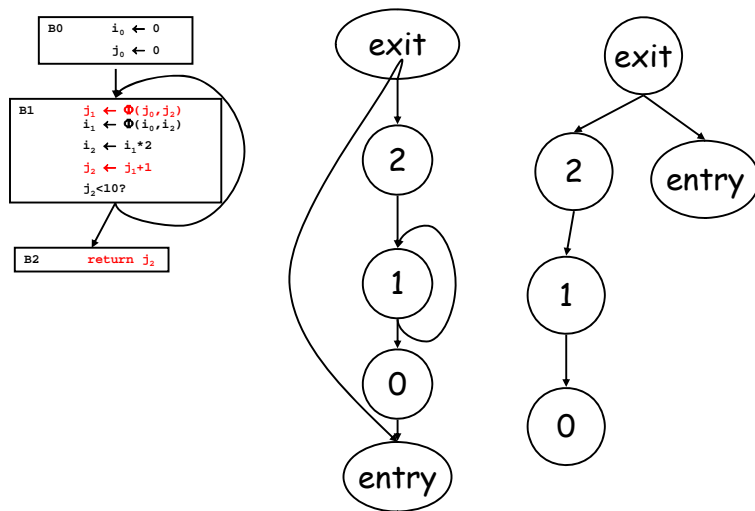 B0 i₀ ← 0
j₀ ← 0
B1 j₁ ← Φ(j₀,j₂)
i₁ ← Φ(i₀,i₂)
i₂ ← i₁*2
j₂ ← j₁+1
j₂<10?
B2 return j₂
exit
2
1
0
entry
exit
2
entry
1
0